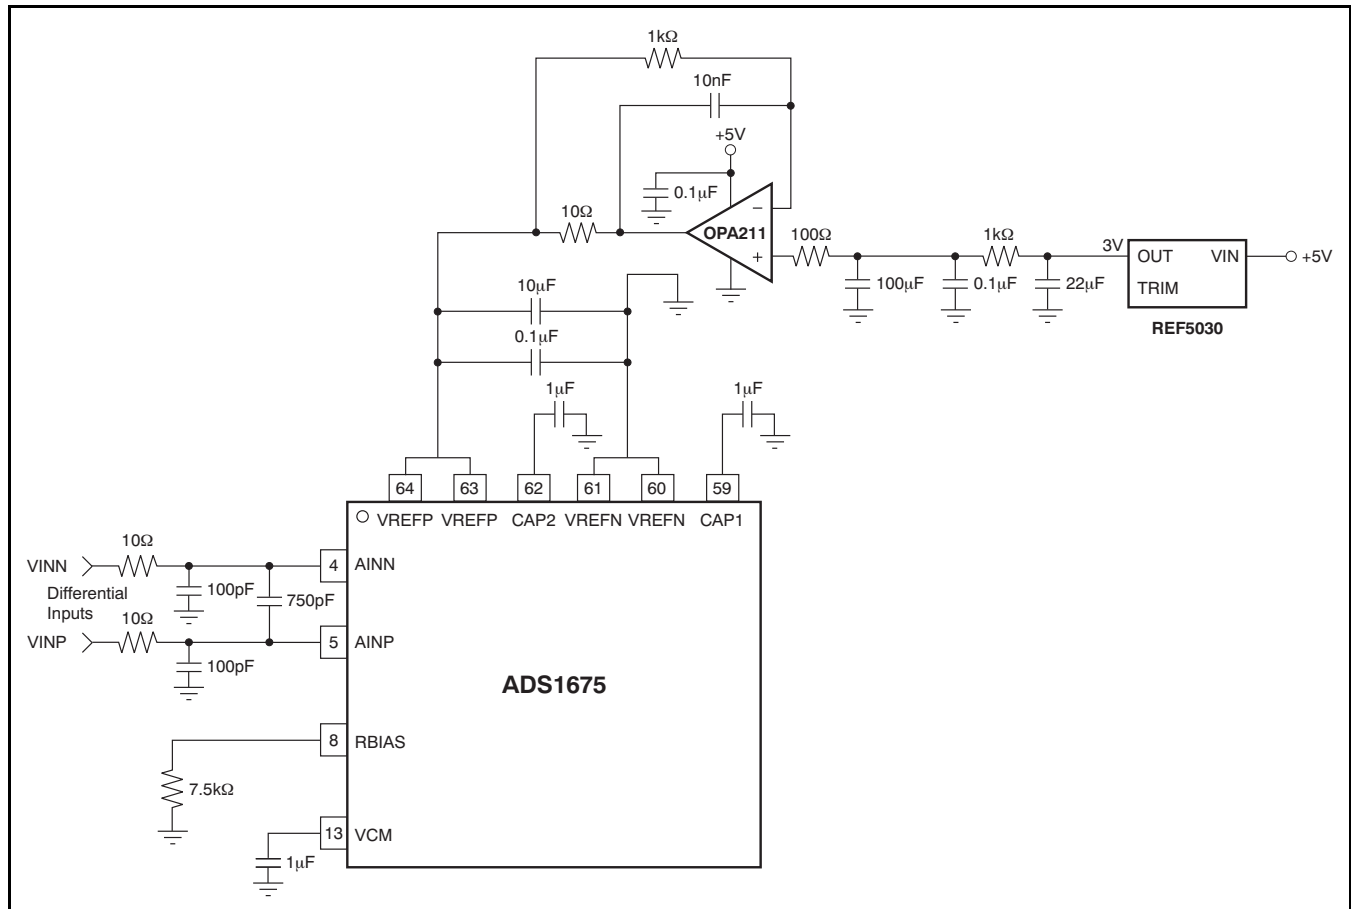 1kΩ
10nF
+5V
0.1μF
10Ω
OPA211
−
+
100Ω
1kΩ
3V
OUT VIN
TRIM
+5V
REF5030
100μF
0.1μF
22μF
10μF
0.1μF
1μF
1μF
64 63 62 61 60 59
VREFP VREFP CAP2 VREFN VREFN CAP1
10Ω
VINN
4 AINN
100pF
750pF
Differential
Inputs
10Ω
VINP
5 AINP
100pF
ADS1675
8 RBIAS
7.5kΩ
13 VCM
1μF